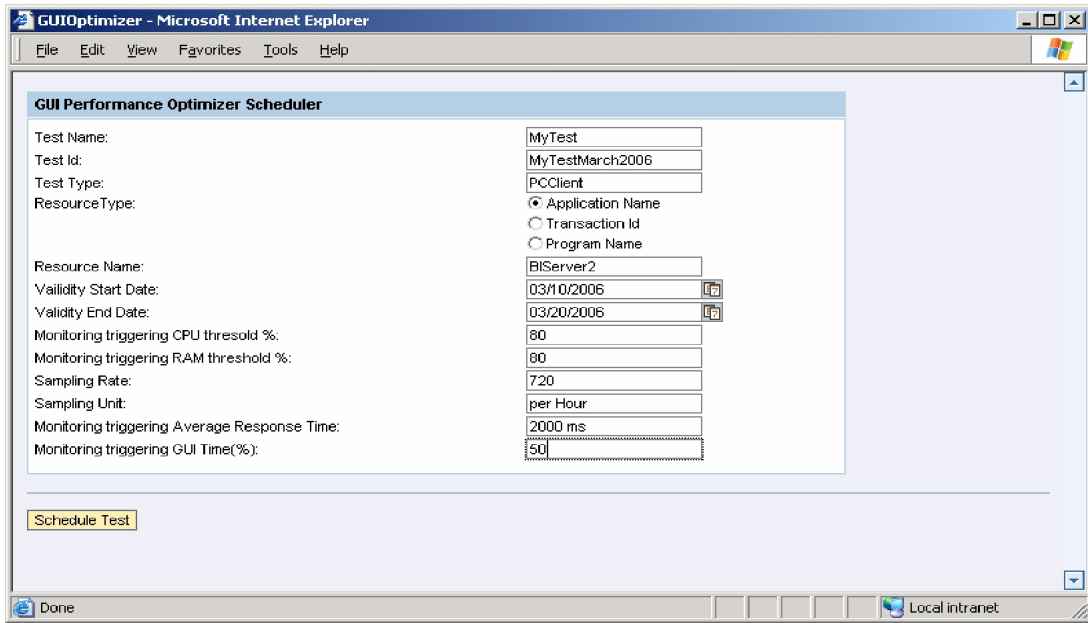 GUIOptimizer - Microsoft Internet Explorer
File Edit View Favorites Tools Help
GUI Performance Optimizer Scheduler
Test Name: MyTest
Test Id: MyTestMarch2006
Test Type: PCClient
ResourceType: Application Name
Transaction Id
Program Name
Resource Name: BIServer2
Vailidity Start Date: 03/10/2006
Validity End Date: 03/20/2006
Monitoring triggering CPU thresold %: 80
Monitoring triggering RAM threshold %: 80
Sampling Rate: 720
Sampling Unit: per Hour
Monitoring triggering Average Response Time: 2000 ms
Monitoring triggering GUI Time(%): 50
Schedule Test
Done Local intranet